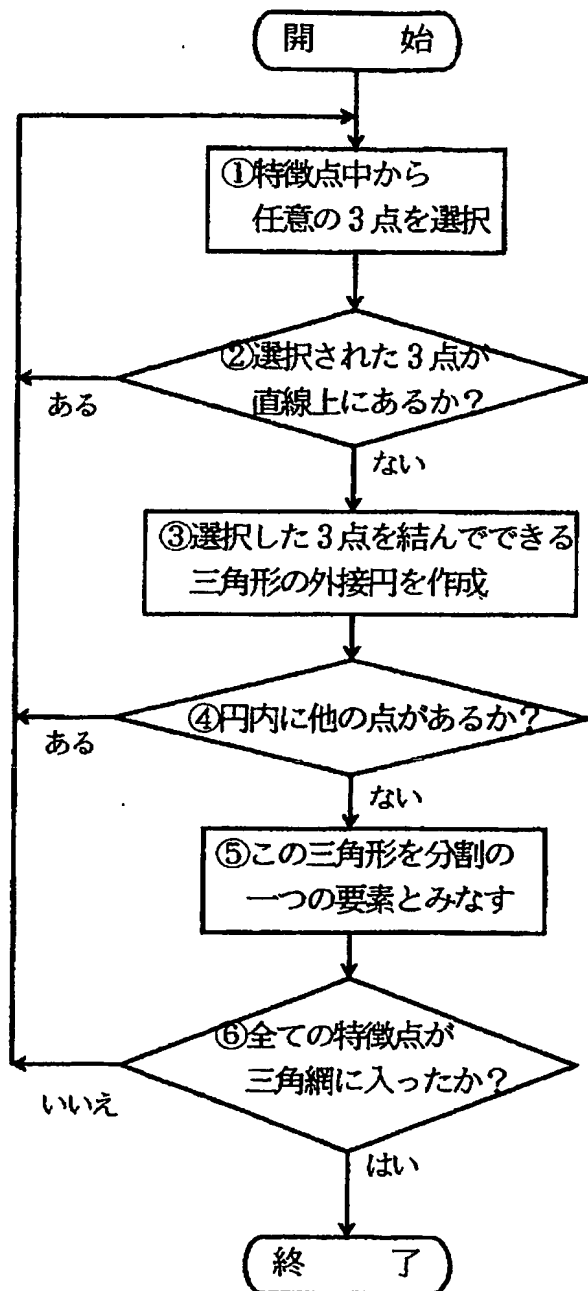 開 始
①特徴点中から
任意の3点を選択
②選択された3点が
直線上にあるか?
ある
ない
③選択した3点を結んでできる
三角形の外接円を作成
④円内に他の点があるか?
ある
ない
⑤この三角形を分割の
一つの要素とみなす
⑥全ての特徴点が
三角網に入ったか?
いいえ
はい
終 了